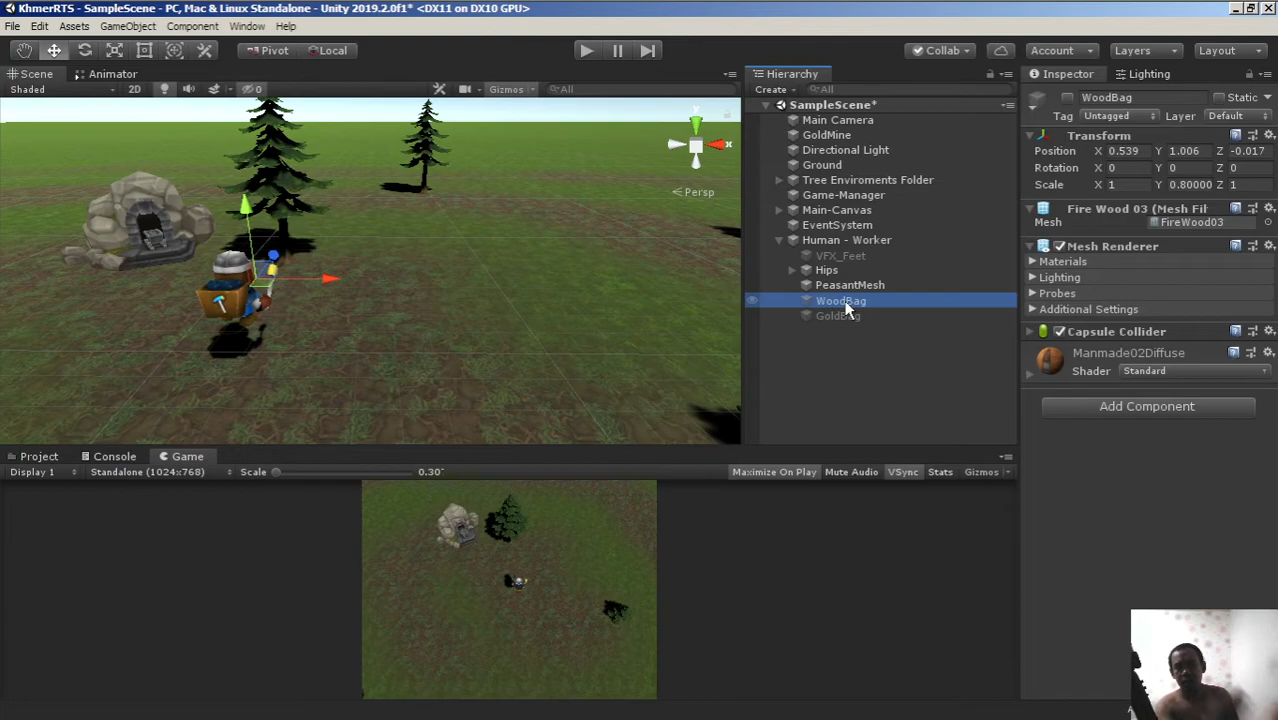 KhmerRTS - SampleScene - PC, Mac & Linux Standalone - Unity 2019.2.0f1* <DX11 on DX10 GPU>
File Edit Assets GameObject Component Window Help
Pivot Local Collab Account Layers Layout
Scene Animator Hierarchy Inspector Lighting
Shaded 2D 0 Gizmos All Create All
WoodBag Static
SampleScene*
Tag Untagged Layer Default
Main Camera
GoldMine
Directional Light
Ground
Tree Enviroments Folder
Game-Manager
Main-Canvas
EventSystem
Human - Worker
VFX_Feet
Hips
PeasantMesh
WoodBag
Transform
Position X 0.539 Y 1.006 Z -0.017
Rotation X 0 Y 0 Z 0
Scale X 1 Y 0.80000 Z 1
Fire Wood 03 (Mesh Fil
Mesh FireWood03
Mesh Renderer
Materials
Lighting
Probes
Additional Settings
Capsule Collider
Manmade02Diffuse
Shader Standard
Add Component
x
Persp
Project Console Game
Display 1 Standalone (1024x768) Scale 0.30 Maximize On Play Mute Audio VSync Stats Gizmos